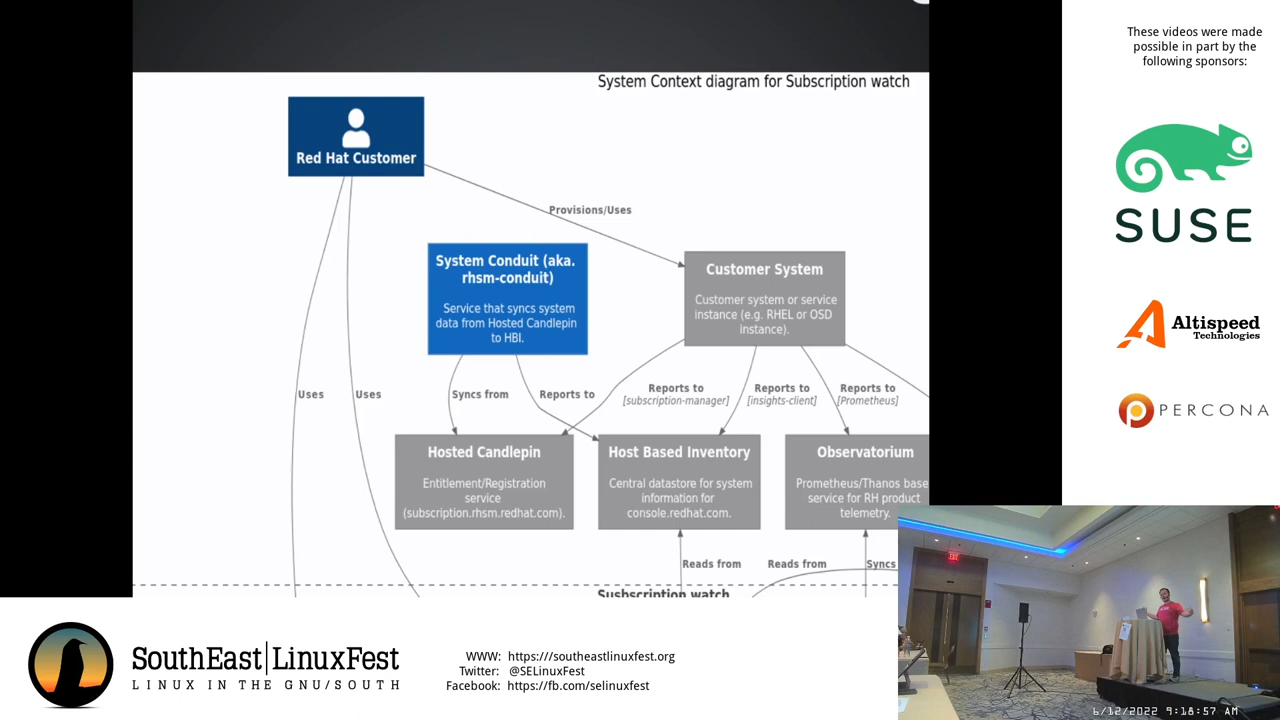 System Context diagram for Subscription watch
Red Hat Customer
Provisions/Uses
System Conduit (aka.
rhsm-conduit)
Service that syncs system
data from Hosted Candlepin
to HBI.
Customer System
Customer system or service
instance (e.g. RHEL or OSD
instance).
Uses
Uses
Syncs from
Reports to
Reports to
[subscription-manager]
Reports to
[insights-client]
Reports to
[Prometheus]
Hosted Candlepin
Entitlement/Registration
service
(subscription.rhsm.redhat.com).
Host Based Inventory
Central datastore for system
information for
console.redhat.com.
Observatorium
Prometheus/Thanos base
service for RH product
telemetry.
Reads from
Reads from
Syncs
Susbscription watch
These videos were made
possible in part by the
following sponsors:
SUSE
Altispeed
Technologies
PERCONA
SouthEast LinuxFest
LINUX IN THE GNU/SOUTH
WWW: https:///southeastlinuxfest.org
Twitter: @SELinuxFest
Facebook: https://fb.com/selinuxfest
6/12/2022 9:18:57 AM